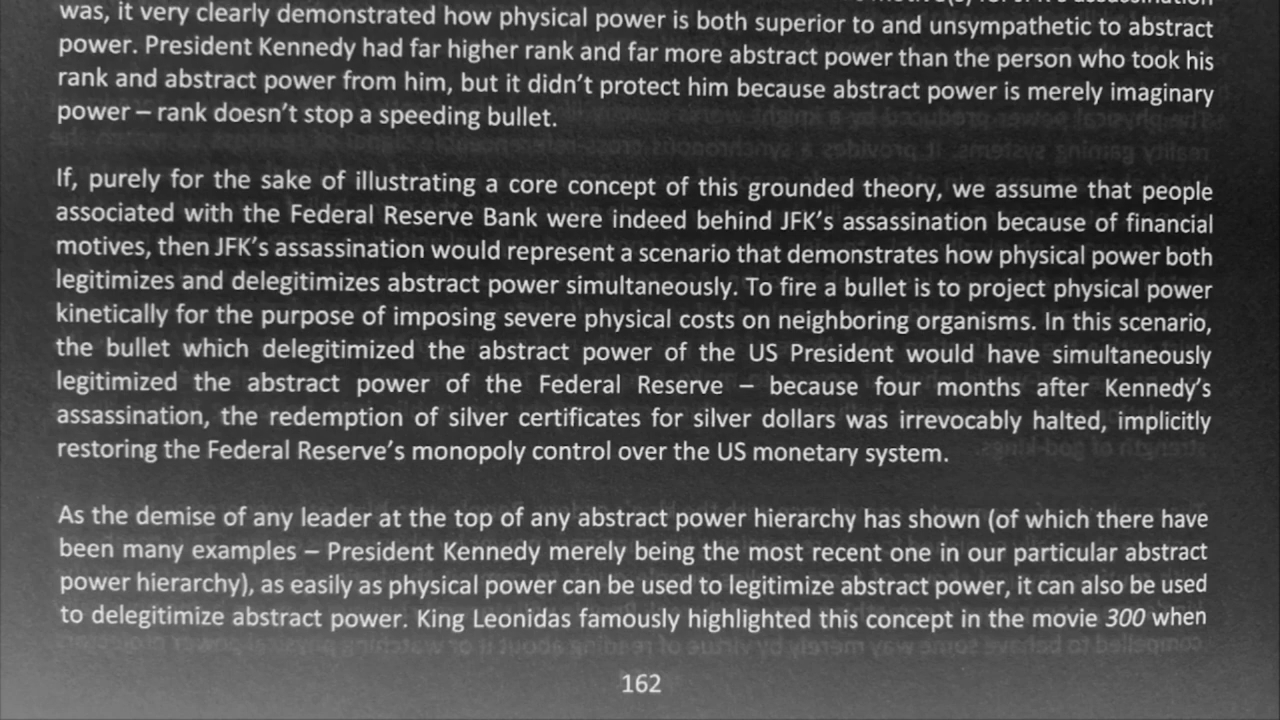 was, it very clearly demonstrated how physical power is both superior to and unsympathetic to abstract
power. President Kennedy had far higher rank and far more abstract power than the person who took his
rank and abstract power from him, but it didn’t protect him because abstract power is merely imaginary
power – rank doesn’t stop a speeding bullet.
If, purely for the sake of illustrating a core concept of this grounded theory, we assume that people
associated with the Federal Reserve Bank were indeed behind JFK’s assassination because of financial
motives, then JFK’s assassination would represent a scenario that demonstrates how physical power both
legitimizes and delegitimizes abstract power simultaneously. To fire a bullet is to project physical power
kinetically for the purpose of imposing severe physical costs on neighboring organisms. In this scenario,
the bullet which delegitimized the abstract power of the US President would have simultaneously
legitimized the abstract power of the Federal Reserve – because four months after Kennedy’s
assassination, the redemption of silver certificates for silver dollars was irrevocably halted, implicitly
restoring the Federal Reserve’s monopoly control over the US monetary system.
As the demise of any leader at the top of any abstract power hierarchy has shown (of which there have
been many examples – President Kennedy merely being the most recent one in our particular abstract
power hierarchy), as easily as physical power can be used to legitimize abstract power, it can also be used
to delegitimize abstract power. King Leonidas famously highlighted this concept in the movie 300 when
162